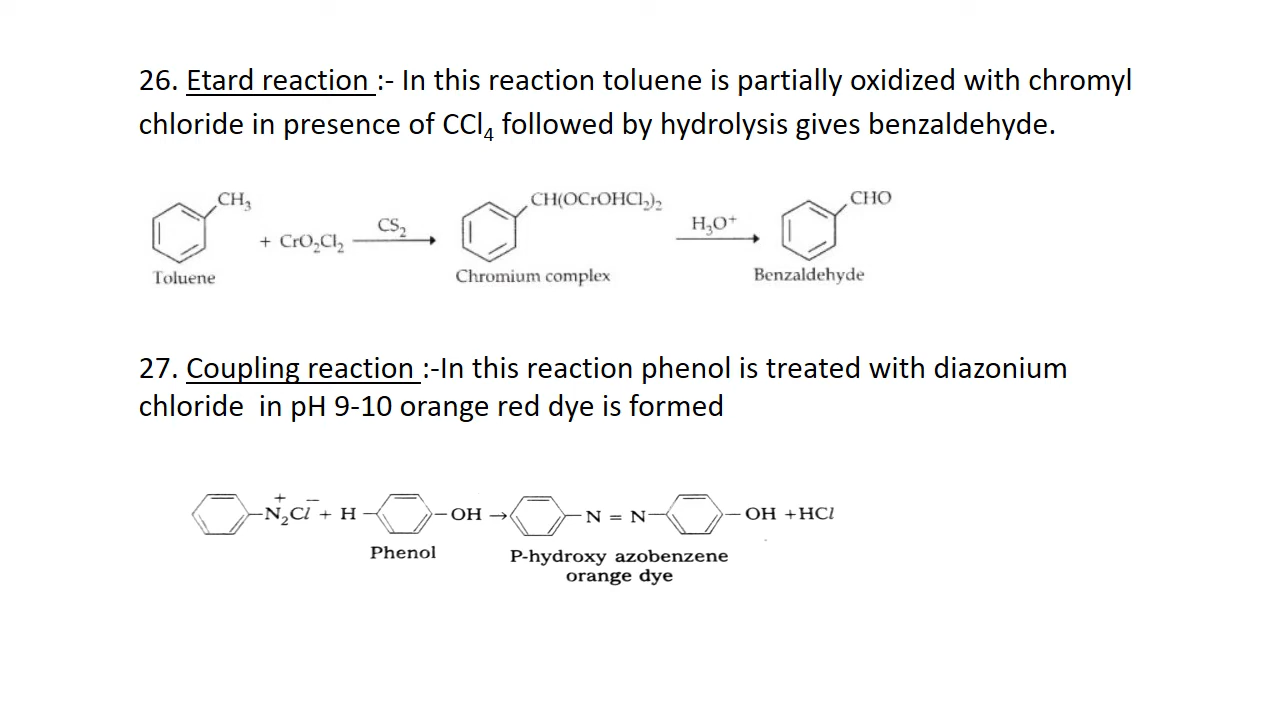 26. Etard reaction :- In this reaction toluene is partially oxidized with chromyl
chloride in presence of CCl₄ followed by hydrolysis gives benzaldehyde.
CH₃ CH(OCrOHCl₂)₂ CHO
+ CrO₂Cl₂ CS₂ H₃O⁺
Toluene Chromium complex Benzaldehyde
27. Coupling reaction :-In this reaction phenol is treated with diazonium
chloride in pH 9-10 orange red dye is formed
N₂⁺Cl⁻ + H OH → N = N OH +HCl
Phenol P-hydroxy azobenzene
orange dye